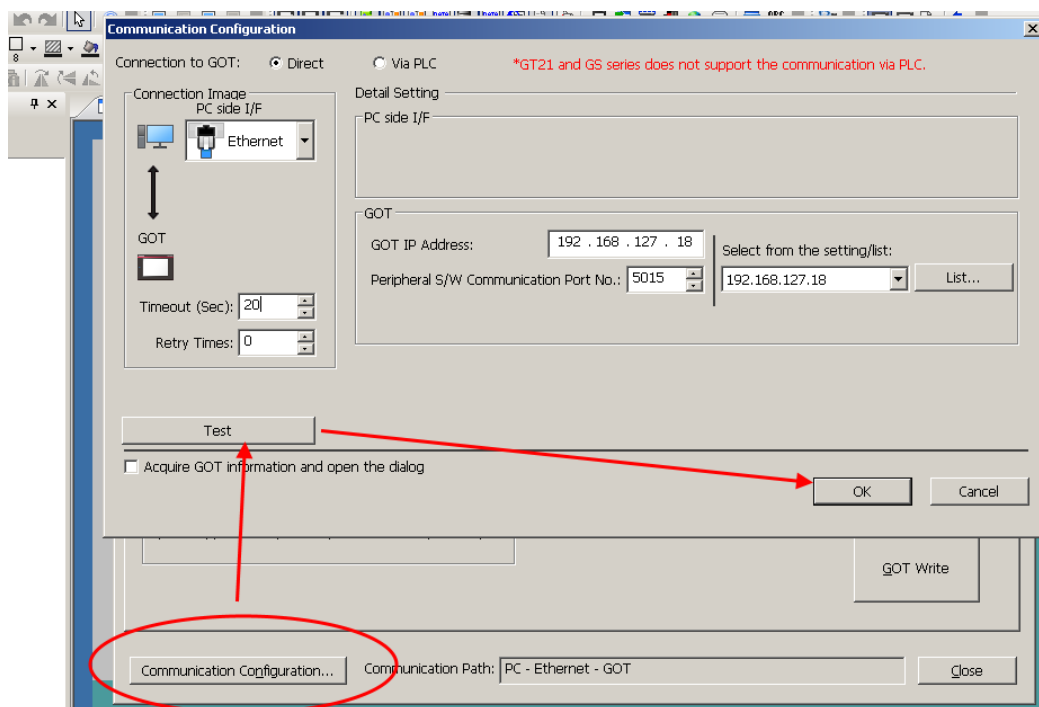 Communication Configuration
8
Connection to GOT: Direct Via PLC *GT21 and GS series does not support the communication via PLC.
Connection Image
PC side I/F
Ethernet
GOT
Timeout (Sec): 20
Retry Times: 0
Detail Setting
PC side I/F
GOT
GOT IP Address: 192 . 168 . 127 . 18
Peripheral S/W Communication Port No.: 5015
Select from the setting/list:
192.168.127.18 List...
Test
Acquire GOT information and open the dialog
OK Cancel
GOT Write
Communication Configuration... Communication Path: PC - Ethernet - GOT Close